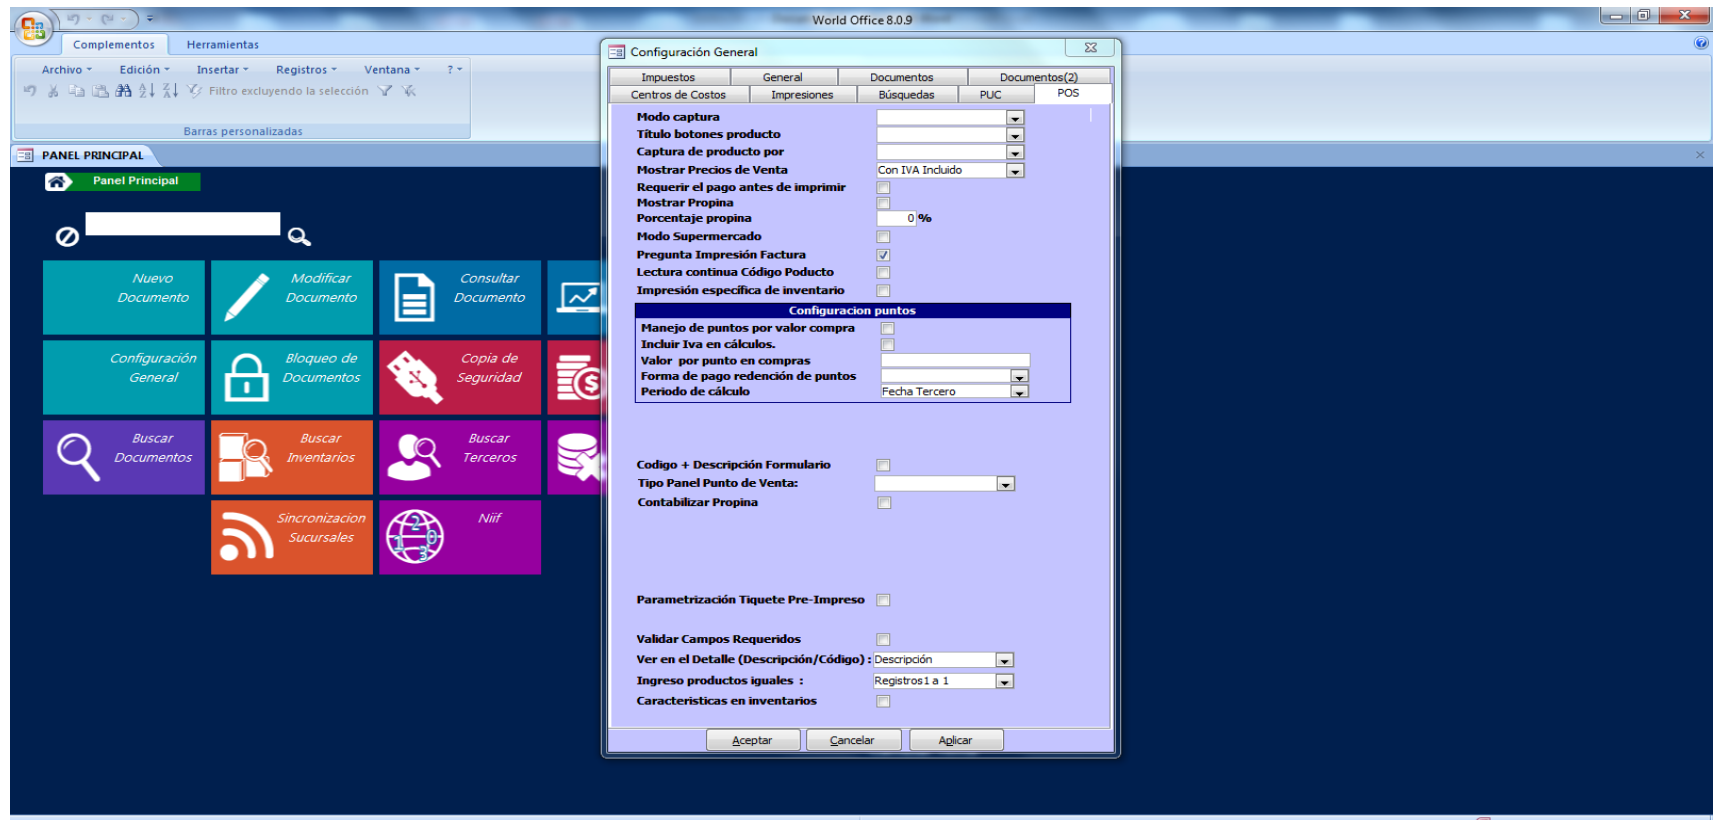 World Office 8.0.9
Complementos Herramientas
Archivo Edición Insertar Registros Ventana ?
Filtro excluyendo la selección
Barras personalizadas
PANEL PRINCIPAL
Panel Principal
Nuevo Documento
Modificar Documento
Consultar Documento
Configuración General
Bloqueo de Documentos
Copia de Seguridad
Buscar Documentos
Buscar Inventarios
Buscar Terceros
Sincronizacion Sucursales
Niif
Configuración General
Impuestos General Documentos Documentos(2)
Centros de Costos Impresiones Búsquedas PUC POS
Modo captura
Título botones producto
Captura de producto por
Mostrar Precios de Venta Con IVA Incluido
Requerir el pago antes de imprimir
Mostrar Propina
Porcentaje propina 0 %
Modo Supermercado
Pregunta Impresión Factura
Lectura continua Código Poducto
Impresión específica de inventario
Configuracion puntos
Manejo de puntos por valor compra
Incluir Iva en cálculos.
Valor por punto en compras
Forma de pago redención de puntos
Periodo de cálculo Fecha Tercero
Codigo + Descripción Formulario
Tipo Panel Punto de Venta:
Contabilizar Propina
Parametrización Tiquete Pre-Impreso
Validar Campos Requeridos
Ver en el Detalle (Descripción/Código) : Descripción
Ingreso productos iguales : Registros1 a 1
Caracteristicas en inventarios
Aceptar Cancelar Aplicar